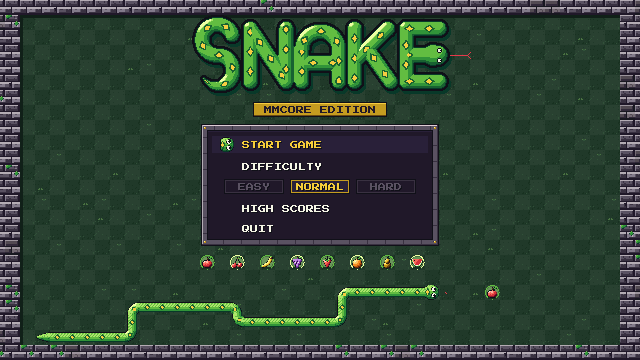 SNAKE
MMCORE EDITION
START GAME
DIFFICULTY
EASY NORMAL HARD
HIGH SCORES
QUIT